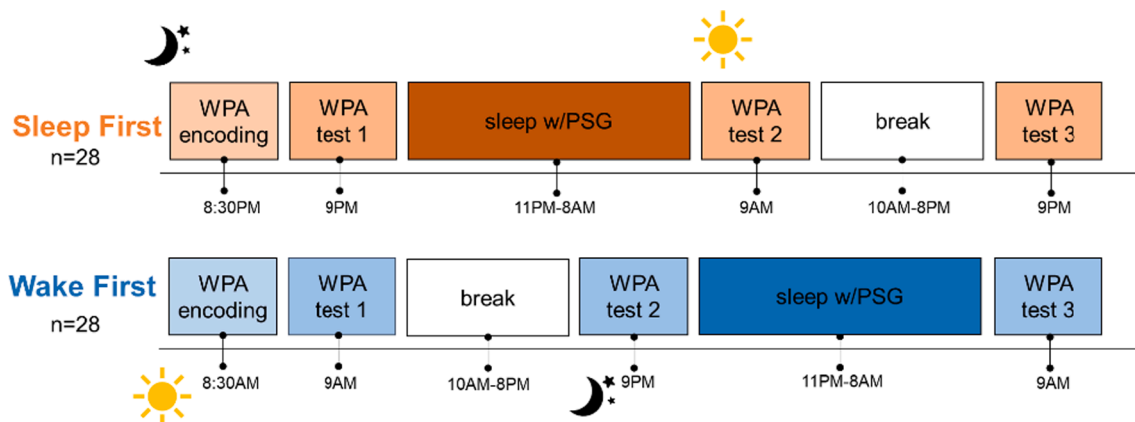 Sleep First
n=28
WPA
encoding
WPA
test 1
sleep w/PSG
WPA
test 2
break
WPA
test 3
8:30PM
9PM
11PM-8AM
9AM
10AM-8PM
9PM
Wake First
n=28
WPA
encoding
WPA
test 1
break
WPA
test 2
sleep w/PSG
WPA
test 3
8:30AM
9AM
10AM-8PM
9PM
11PM-8AM
9AM